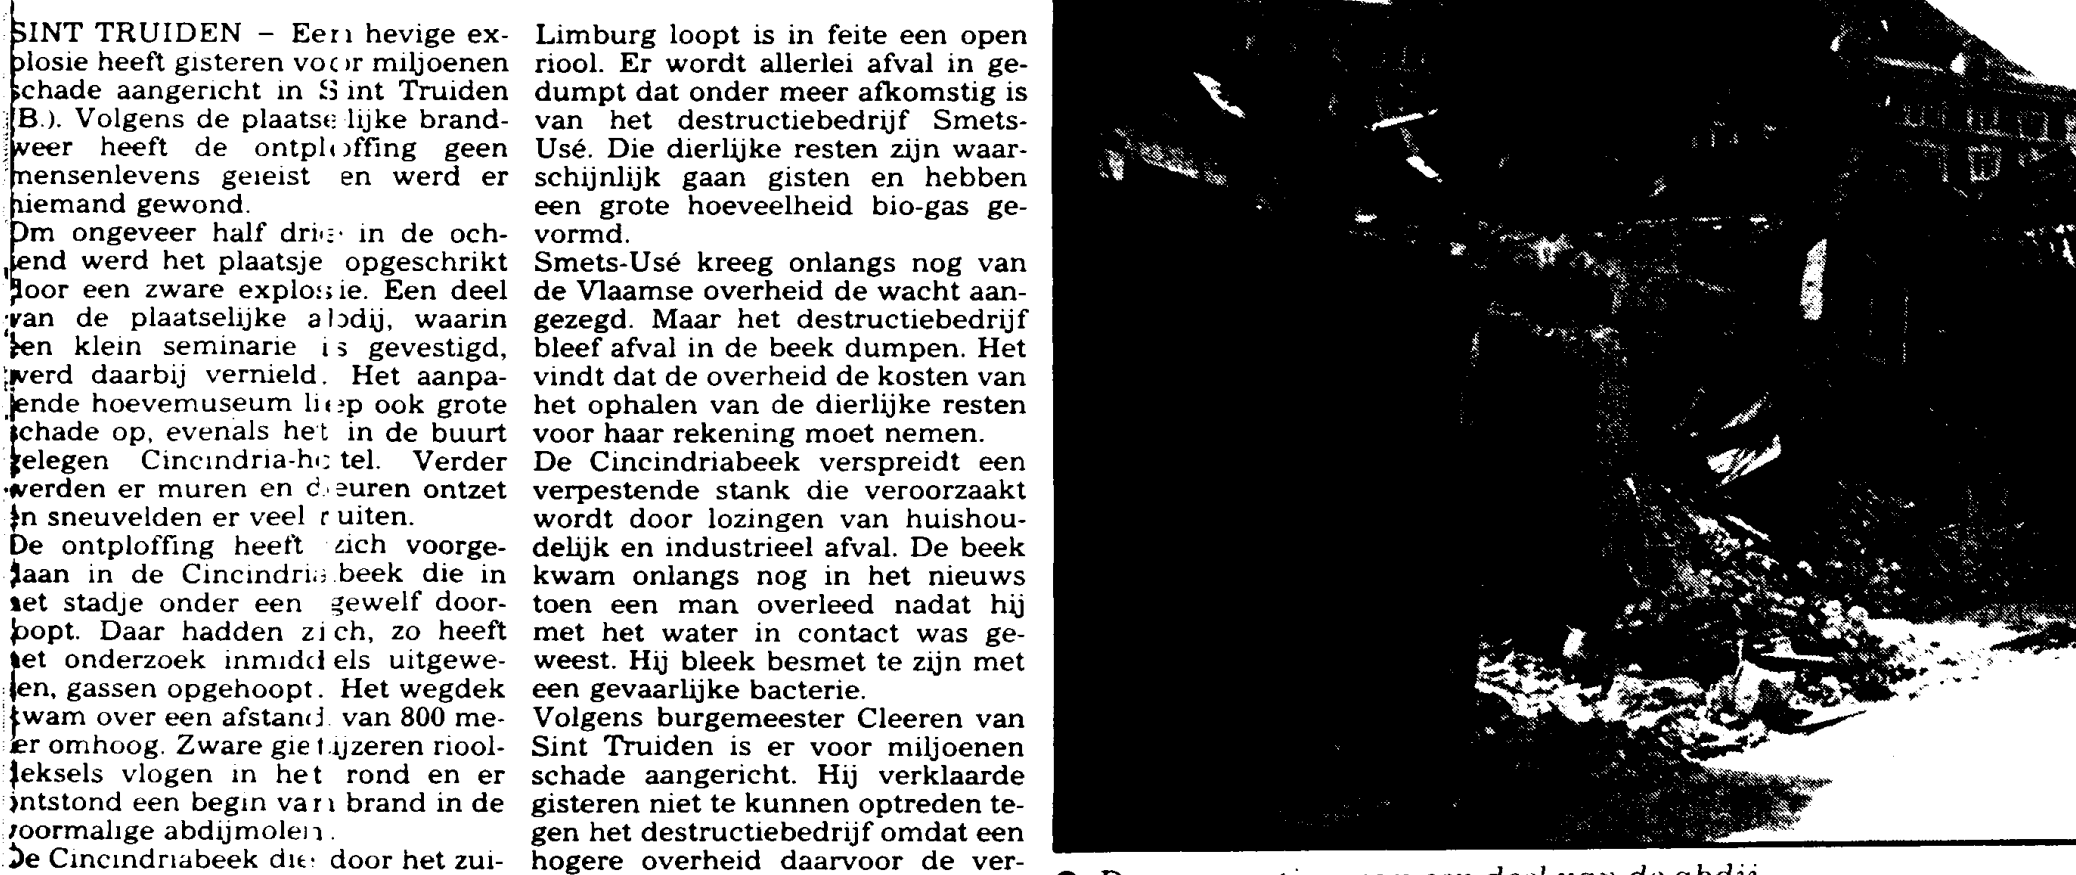 SINT TRUIDEN – Een hevige ex-
plosie heeft gisteren voor miljoenen
schade aangericht in Sint Truiden
(B.). Volgens de plaatselijke brand-
weer heeft de ontploffing geen
mensenlevens geëist en werd er
niemand gewond.
Om ongeveer half drie in de och-
tend werd het plaatsje opgeschrikt
door een zware explosie. Een deel
van de plaatselijke abdij, waarin
een klein seminarie is gevestigd,
werd daarbij vernield. Het aanpa-
lende hoevemuseum liep ook grote
schade op, evenals het in de buurt
gelegen Cincindria-hotel. Verder
werden er muren en deuren ontzet
en sneuvelden er veel ruiten.
De ontploffing heeft zich voorge-
daan in de Cincindriabeek die in
het stadje onder een gewelf door-
loopt. Daar hadden zich, zo heeft
het onderzoek inmiddels uitgewe-
zen, gassen opgehoopt. Het wegdek
kwam over een afstand van 800 me-
ter omhoog. Zware gietijzeren riool-
deksels vlogen in het rond en er
ontstond een begin van brand in de
voormalige abdijmolen.
De Cincindriabeek die door het zui-
Limburg loopt is in feite een open
riool. Er wordt allerlei afval in ge-
dumpt dat onder meer afkomstig is
van het destructiebedrijf Smets-
Usé. Die dierlijke resten zijn waar-
schijnlijk gaan gisten en hebben
een grote hoeveelheid bio-gas ge-
vormd.
Smets-Usé kreeg onlangs nog van
de Vlaamse overheid de wacht aan-
gezegd. Maar het destructiebedrijf
bleef afval in de beek dumpen. Het
vindt dat de overheid de kosten van
het ophalen van de dierlijke resten
voor haar rekening moet nemen.
De Cincindriabeek verspreidt een
verpestende stank die veroorzaakt
wordt door lozingen van huishou-
delijk en industrieel afval. De beek
kwam onlangs nog in het nieuws
toen een man overleed nadat hij
met het water in contact was ge-
weest. Hij bleek besmet te zijn met
een gevaarlijke bacterie.
Volgens burgemeester Cleeren van
Sint Truiden is er voor miljoenen
schade aangericht. Hij verklaarde
gisteren niet te kunnen optreden te-
gen het destructiebedrijf omdat een
hogere overheid daarvoor de ver-
een deel van de abdij